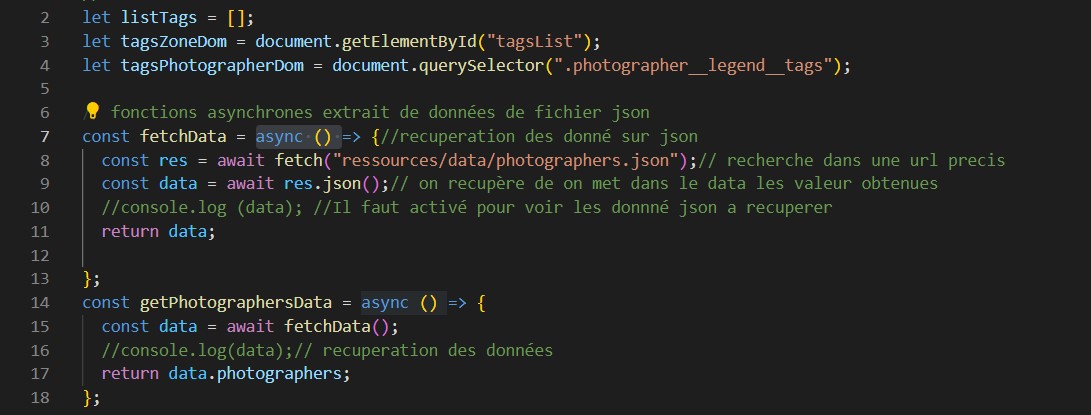 2 let listTags = [];
3 let tagsZoneDom = document.getElementById("tagsList");
4 let tagsPhotographerDom = document.querySelector(".photographer__legend__tags");
5
6 fonctions asynchrones extrait de données de fichier json
7 const fetchData = async () => {//recuperation des donné sur json
8 const res = await fetch("ressources/data/photographers.json");// recherche dans une url precis
9 const data = await res.json();// on recupère de on met dans le data les valeur obtenues
10 //console.log (data); //Il faut activé pour voir les donnné json a recuperer
11 return data;
12
13 };
14 const getPhotographersData = async () => {
15 const data = await fetchData();
16 //console.log(data);// recuperation des données
17 return data.photographers;
18 };